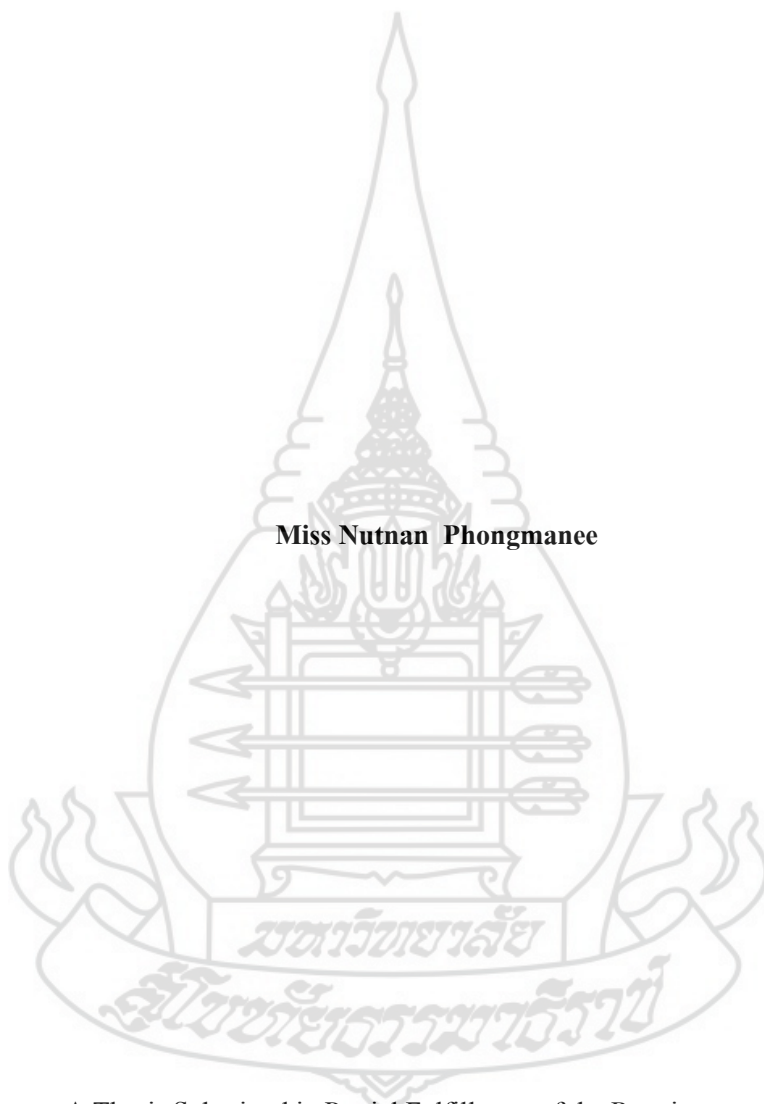 Miss Nutnan Phongmanee
มหาวิทยาลัย
สุโขทัยธรรมาธิราช
A Thesis Submitted in Partial Fulfillment of the